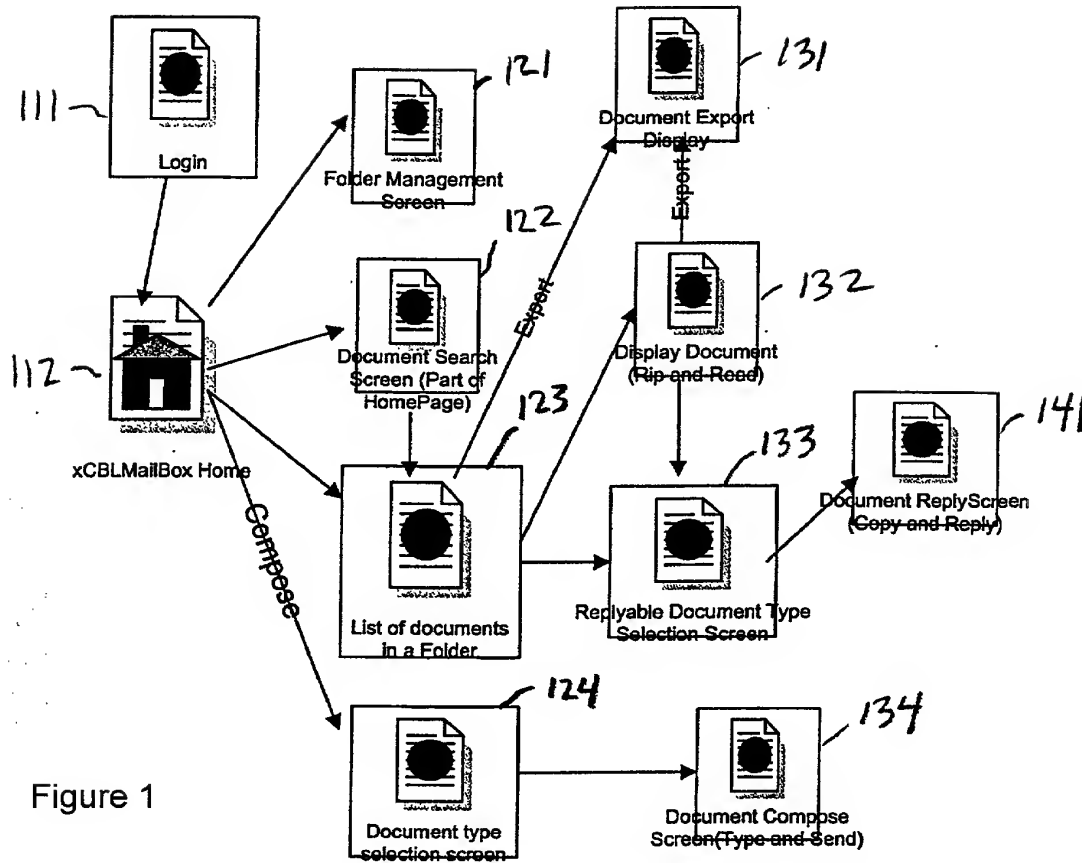 111
Login
121
Folder Management
Screen
131
Document Export
Display
Export
Export
122
Document Search
Screen (Part of
HomePage)
132
Display Document
(Rip and Read)
112
xCBLMailBox Home
Compose
123
List of documents
in a Folder.
133
Replyable Document Type
Selection Screen
141
Document ReplyScreen
(Copy and Reply)
124
Document type
selection screen
134
Document Compose
Screen(Type and Send)
Figure 1